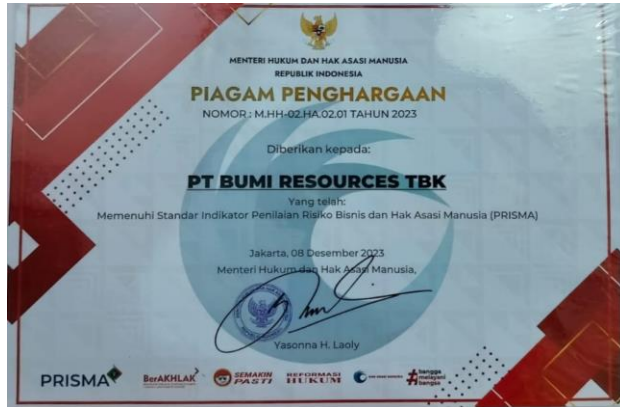 MENTERI HUKUM DAN HAK ASASI MANUSIA
REPUBLIK INDONESIA
PIAGAM PENGHARGAAN
NOMOR : M.HH-02.HA.02.01 TAHUN 2023
Diberikan kepada:
PT BUMI RESOURCES TBK
Yang telah:
Memenuhi Standar Indikator Penilaian Risiko Bisnis dan Hak Asasi Manusia (PRISMA)
Jakarta, 08 Desember 2023
Menteri Hukum dan Hak Asasi Manusia,
Yasonna H. Laoly
PRISMA
BerAKHLAK
SEMAKIN
PASTI
REFORMASI
HUKUM
#bangga
melayani
bangsa